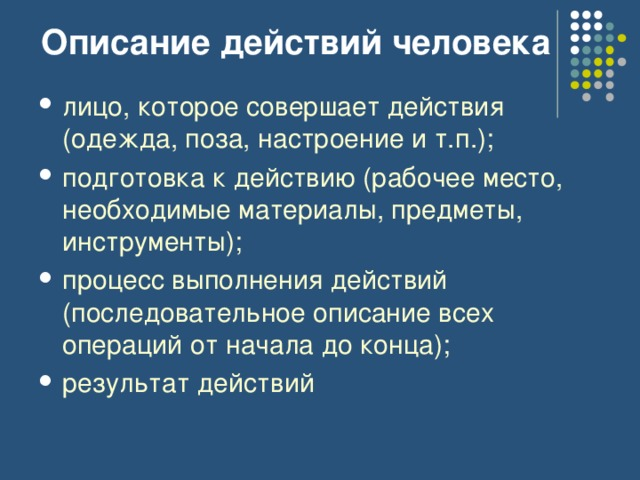 Описание действий человека
лицо, которое совершает действия
(одежда, поза, настроение и т.п.);
подготовка к действию (рабочее место,
необходимые материалы, предметы,
инструменты);
процесс выполнения действий
(последовательное описание всех
операций от начала до конца);
результат действий